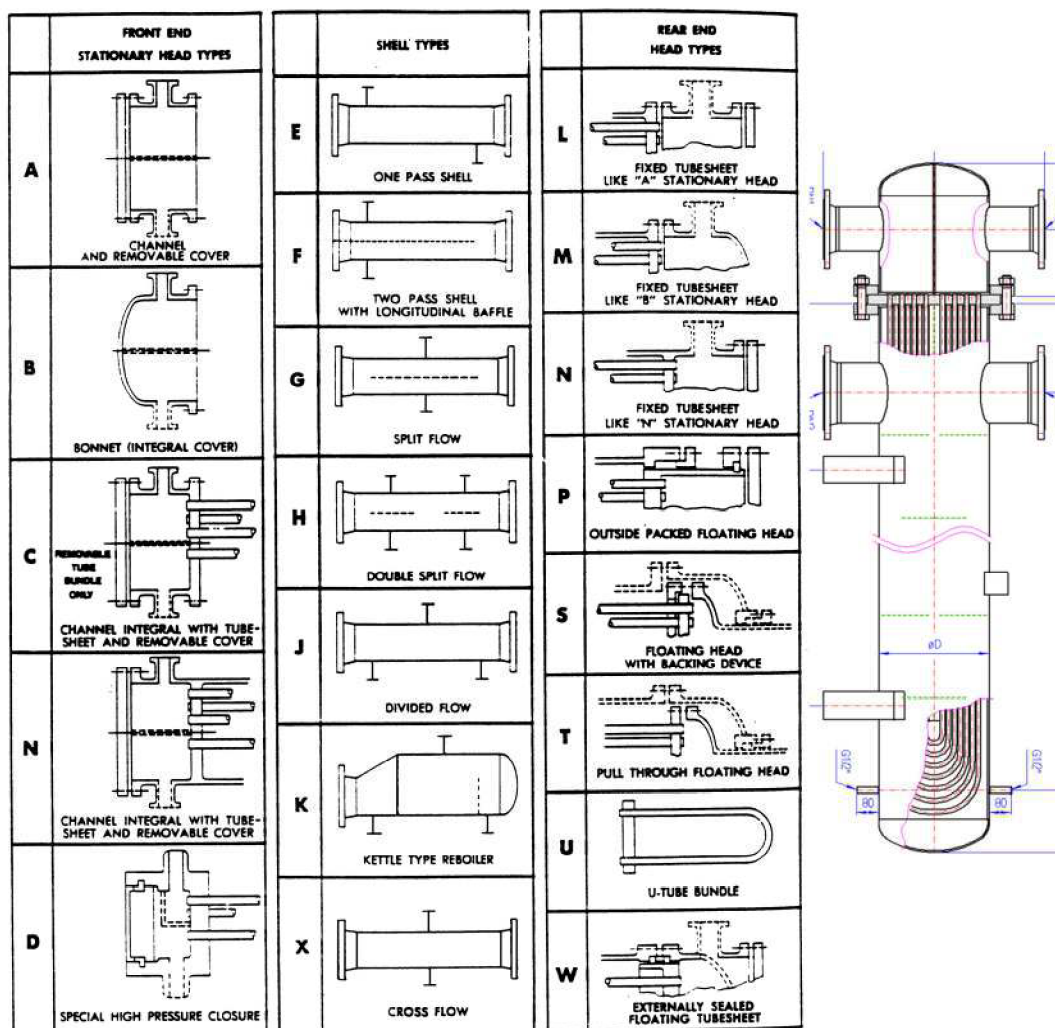 FRONT END
STATIONARY HEAD TYPES
A
CHANNEL
AND REMOVABLE COVER
B
BONNET (INTEGRAL COVER)
C
REMOVABLE
TUBE
BUNDLE
ONLY
CHANNEL INTEGRAL WITH TUBE-
SHEET AND REMOVABLE COVER
N
CHANNEL INTEGRAL WITH TUBE-
SHEET AND REMOVABLE COVER
D
SPECIAL HIGH PRESSURE CLOSURE
SHELL TYPES
E
ONE PASS SHELL
F
TWO PASS SHELL
WITH LONGITUDINAL BAFFLE
G
SPLIT FLOW
H
DOUBLE SPLIT FLOW
J
DIVIDED FLOW
K
KETTLE TYPE REBOILER
X
CROSS FLOW
REAR END
HEAD TYPES
L
FIXED TUBESHEET
LIKE "A" STATIONARY HEAD
M
FIXED TUBESHEET
LIKE "B" STATIONARY HEAD
N
FIXED TUBESHEET
LIKE "N" STATIONARY HEAD
P
OUTSIDE PACKED FLOATING HEAD
S
FLOATING HEAD
WITH BACKING DEVICE
T
PULL THROUGH FLOATING HEAD
U
U-TUBE BUNDLE
W
EXTERNALLY SEALED
FLOATING TUBESHEET
øD
G1/2"
G1/2"
80
80